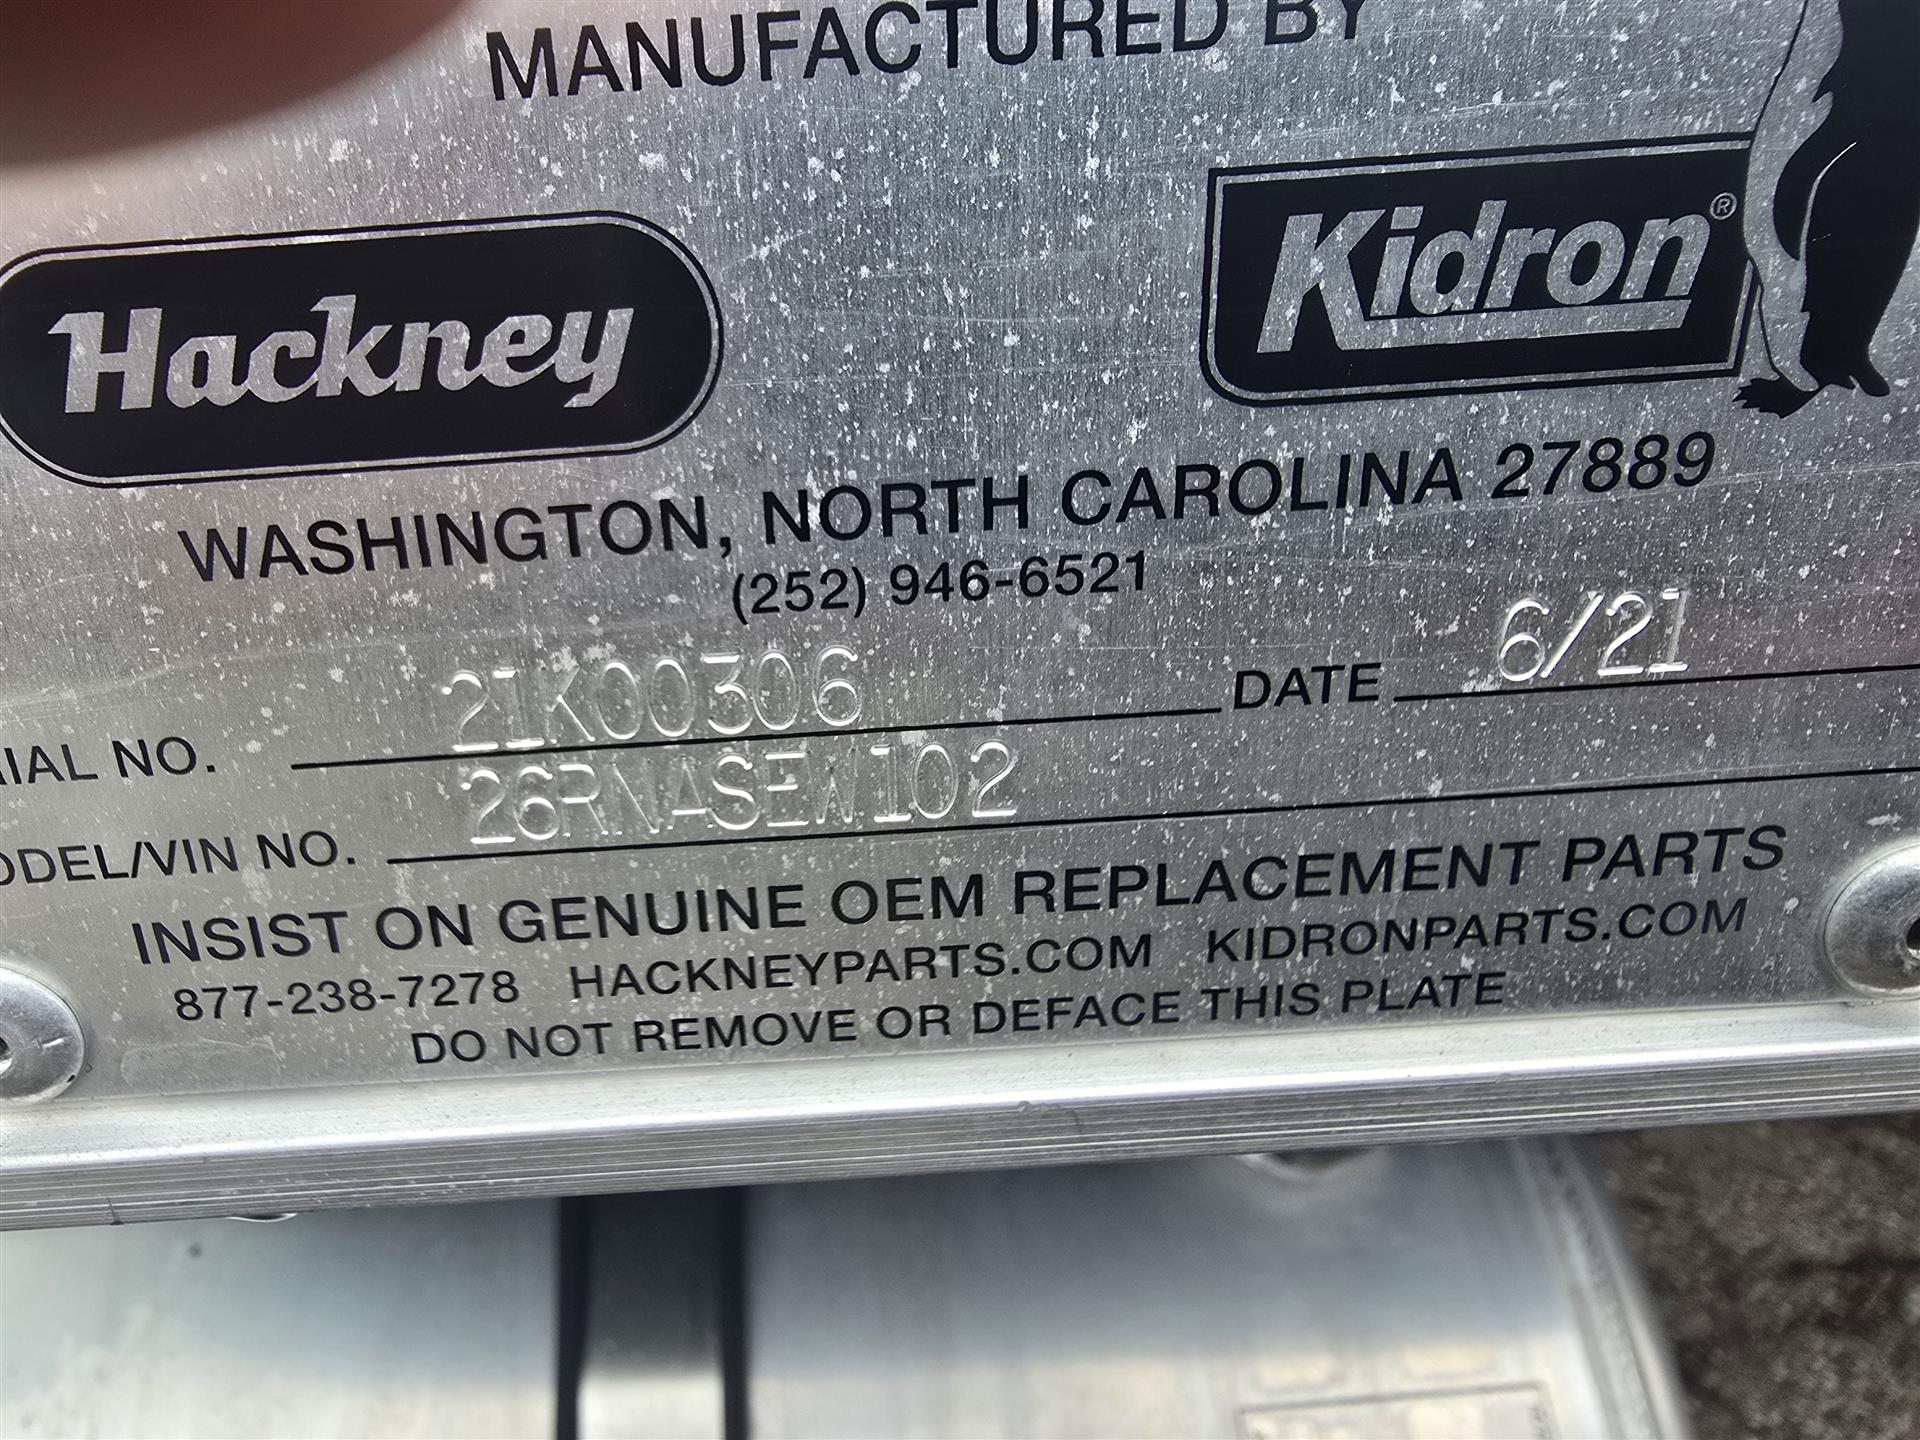 MANUFACTURED BY
Hackney
Kidron®
WASHINGTON, NORTH CAROLINA 27889
(252) 946-6521
RIAL NO. 21K00306 DATE 6/21
ODEL/VIN NO. 26RNASEW102
INSIST ON GENUINE OEM REPLACEMENT PARTS
877-238-7278 HACKNEYPARTS.COM KIDRONPARTS.COM
DO NOT REMOVE OR DEFACE THIS PLATE